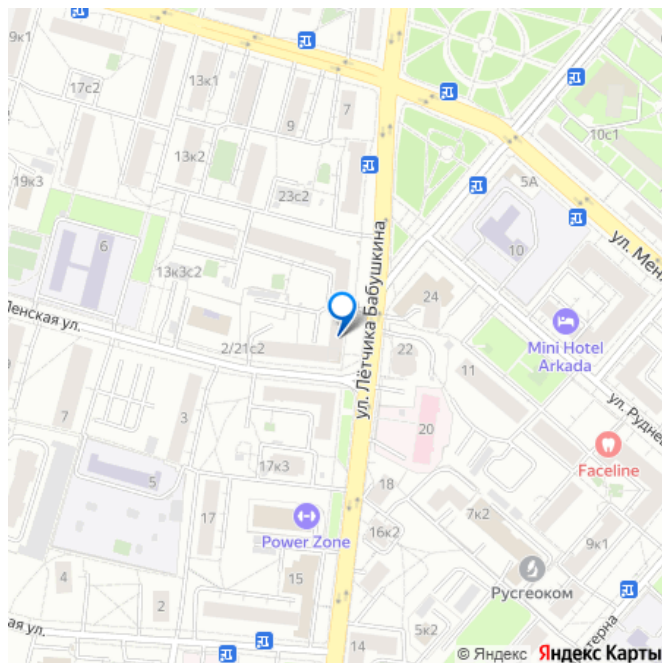 9к1
13к1
17с2
7
9
10с1
13к2
5А
19к3
23с2
6
10
ул. Менж
13к3с2
ул. Лётчика Бабушкина
24
Ленская ул.
2/21с2
22
Mini Hotel
Arkada
11
ул. Руднев
7
3
20
Faceline
17к3
5
18
17
7к2
16к2
9к1
Power Zone
15
4
Русгеоком
2
ая ул.
14
5к2
терна
© Яндекс Яндекс Карты